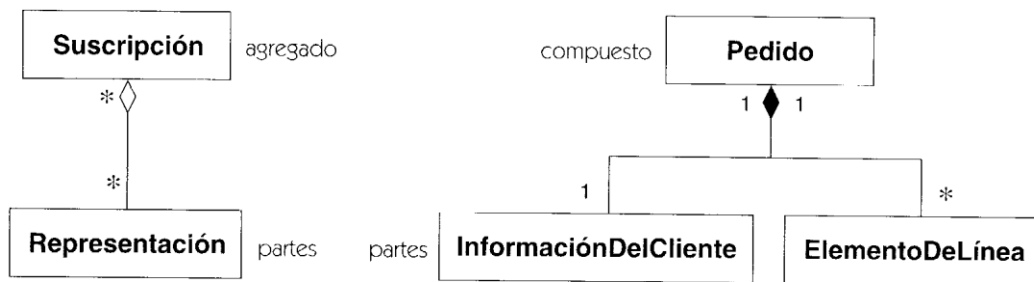 Suscripción agregado
compuesto Pedido
* 1 1
* 1 *
Representación partes
partes InformaciónDelCliente ElementoDeLínea